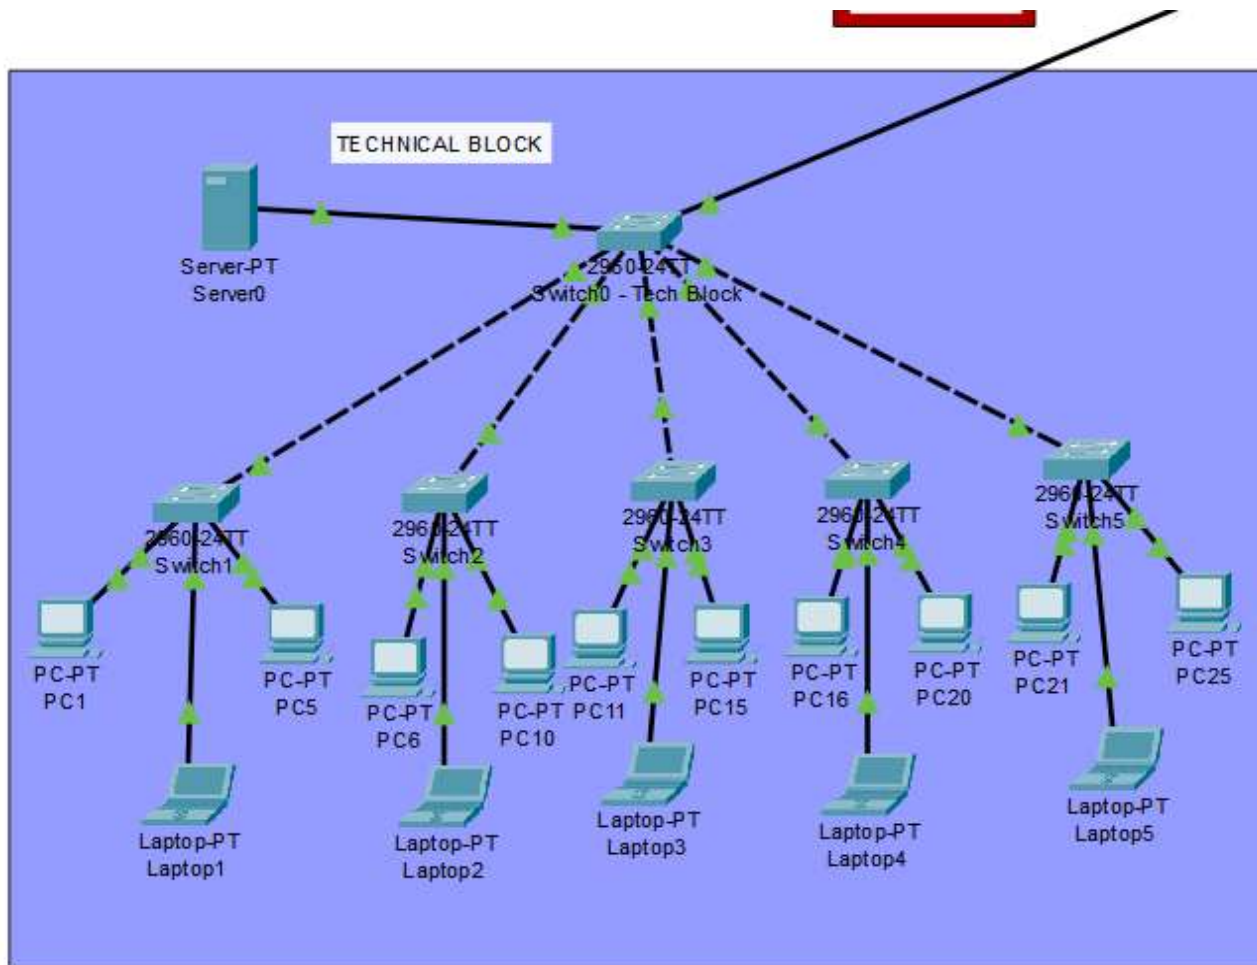 TECHNICAL BLOCK
Server-PT
Server0
2960-24TT
Switch0 - Tech Block
2960-24TT
Switch1
2960-24TT
Switch2
2960-24TT
Switch3
2960-24TT
Switch4
2960-24TT
Switch5
PC-PT
PC1
PC-PT
PC5
PC-PT
PC6
PC-PT
PC10
PC-PT
PC11
PC-PT
PC15
PC-PT
PC16
PC-PT
PC20
PC-PT
PC21
PC-PT
PC25
Laptop-PT
Laptop1
Laptop-PT
Laptop2
Laptop-PT
Laptop3
Laptop-PT
Laptop4
Laptop-PT
Laptop5